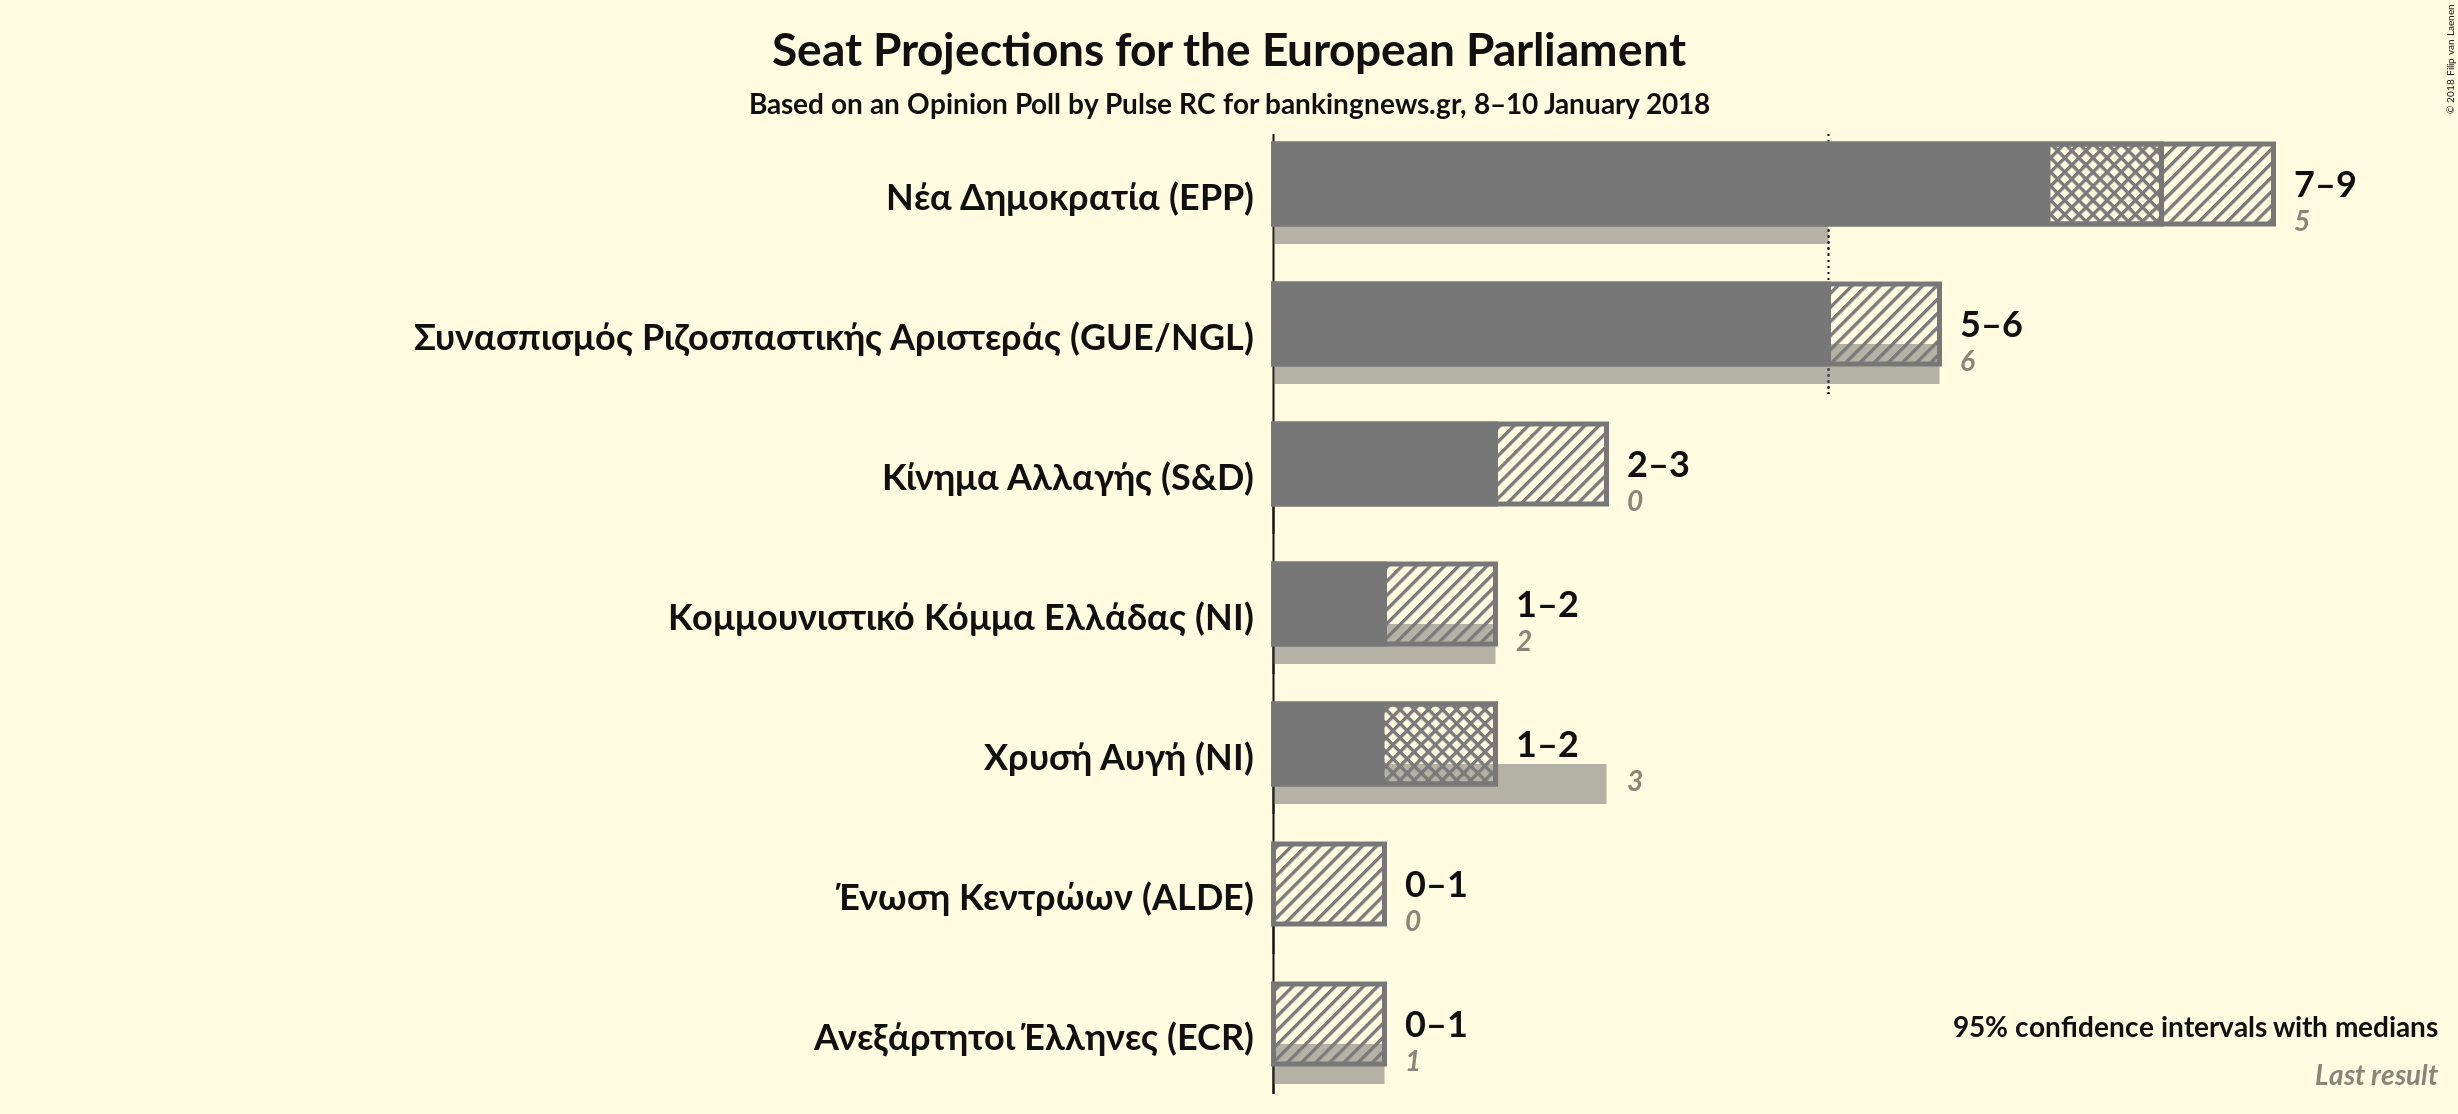 Seat Projections for the European Parliament
Based on an Opinion Poll by Pulse RC for bankingnews.gr, 8–10 January 2018
© 2018 Filip van Laenen
Νέα Δημοκρατία (EPP)
7–9
5
Συνασπισμός Ριζοσπαστικής Αριστεράς (GUE/NGL)
5–6
6
Κίνημα Αλλαγής (S&D)
2–3
0
Κομμουνιστικό Κόμμα Ελλάδας (NI)
1–2
2
Χρυσή Αυγή (NI)
1–2
3
Ένωση Κεντρώων (ALDE)
0–1
0
Ανεξάρτητοι Έλληνες (ECR)
0–1
1
95% confidence intervals with medians
Last result